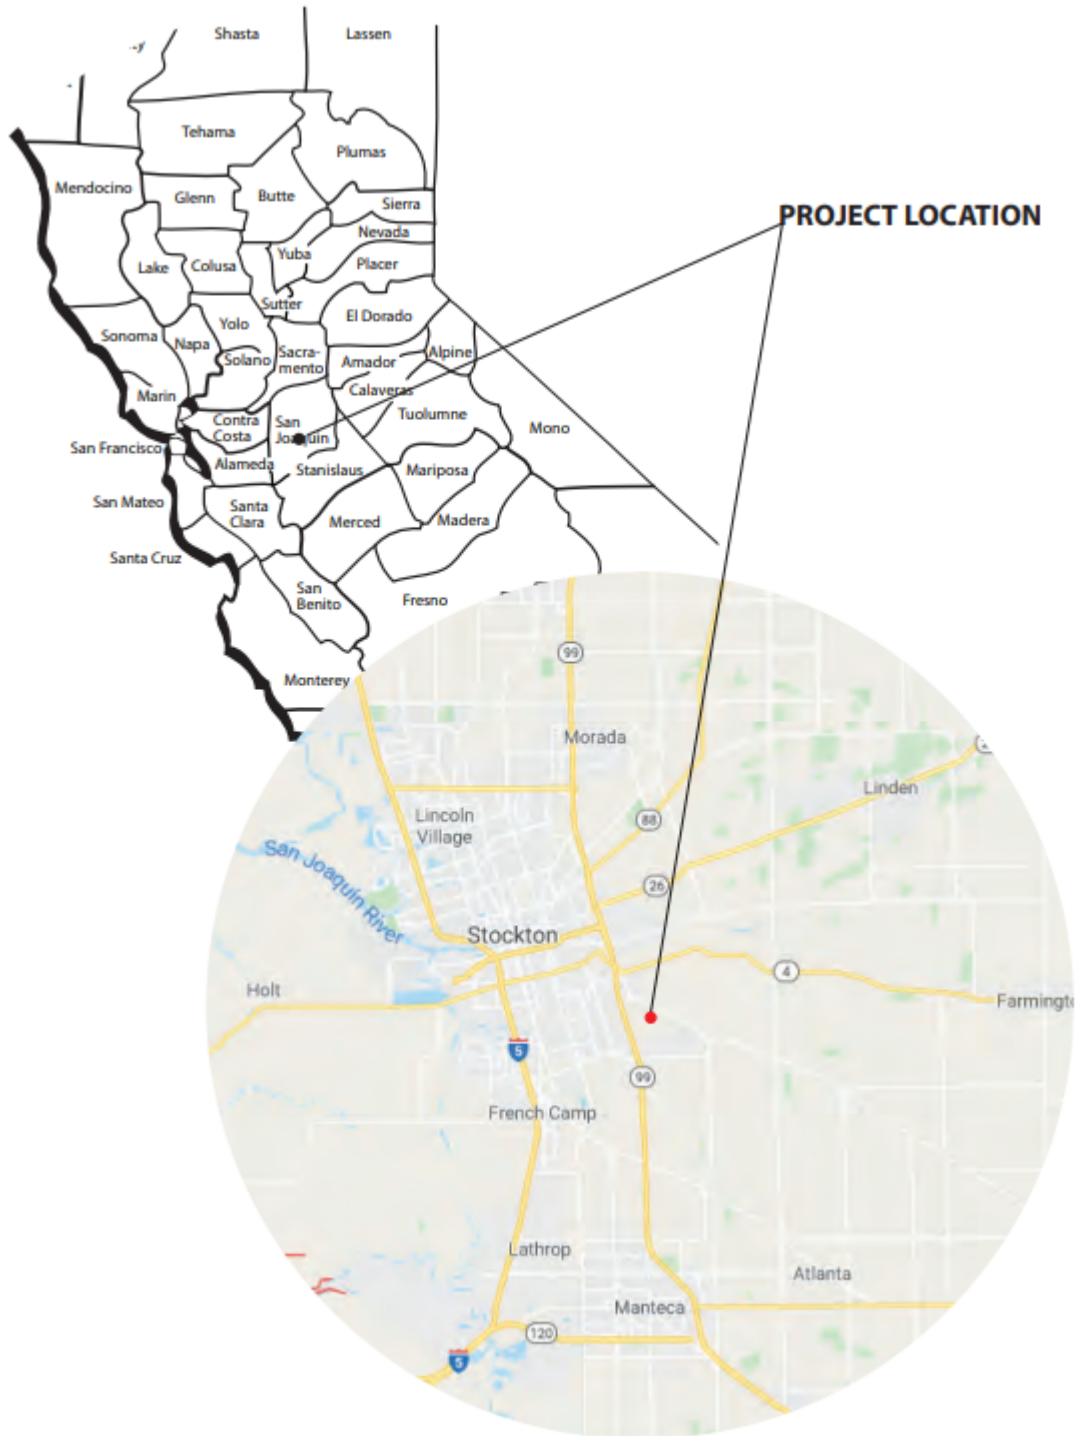 Shasta
Lassen
Tehama
Plumas
Mendocino
Glenn
Butte
Sierra
PROJECT LOCATION
Nevada
Yuba
Placer
Lake
Colusa
Sutter
El Dorado
Yolo
Sonoma
Napa
Solano
Sacra-
mento
Amador
Alpine
Calaveras
Marin
Tuolumne
Contra
Costa
San
Joaquin
Mono
San Francisco
Alameda
Stanislaus
Mariposa
San Mateo
Santa
Clara
Merced
Madera
Santa Cruz
San
Benito
Fresno
Monterey
99
Morada
Linden
Lincoln
Village
88
San Joaquín River
26
Stockton
4
Holt
Farmingto
5
99
French Camp
Lathrop
Atlanta
Manteca
120
5